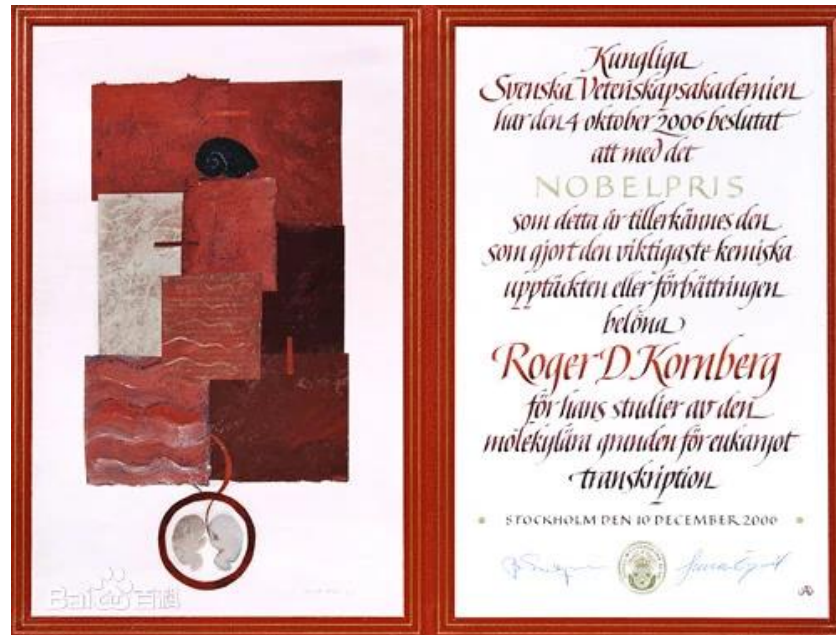 Kungliga
Svenska Vetenskapsakademien
har den 4 oktober 2006 beslutat
att med det
NOBELPRIS
som detta år tillerkännes den
som gjort den viktigaste kemiska
upptäckten eller förbättringen
belöna
Roger D. Kornberg
för hans studier av den
molekylära grunden för eukaryot
transkription
STOCKHOLM DEN 10 DECEMBER 2006
Baidu百科